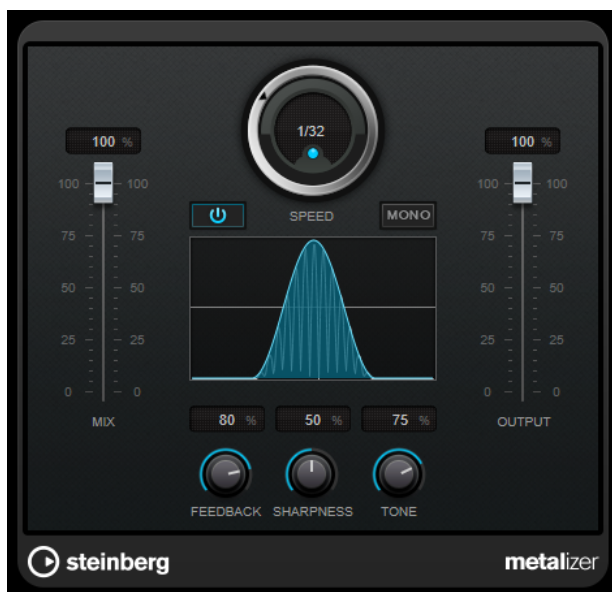 1/32
100 %
100 %
SPEED
MONO
100 100
75 75
50 50
25 25
0 0
MIX
100 100
75 75
50 50
25 25
0 0
OUTPUT
80 %
50 %
75 %
FEEDBACK
SHARPNESS
TONE
steinberg
metalizer